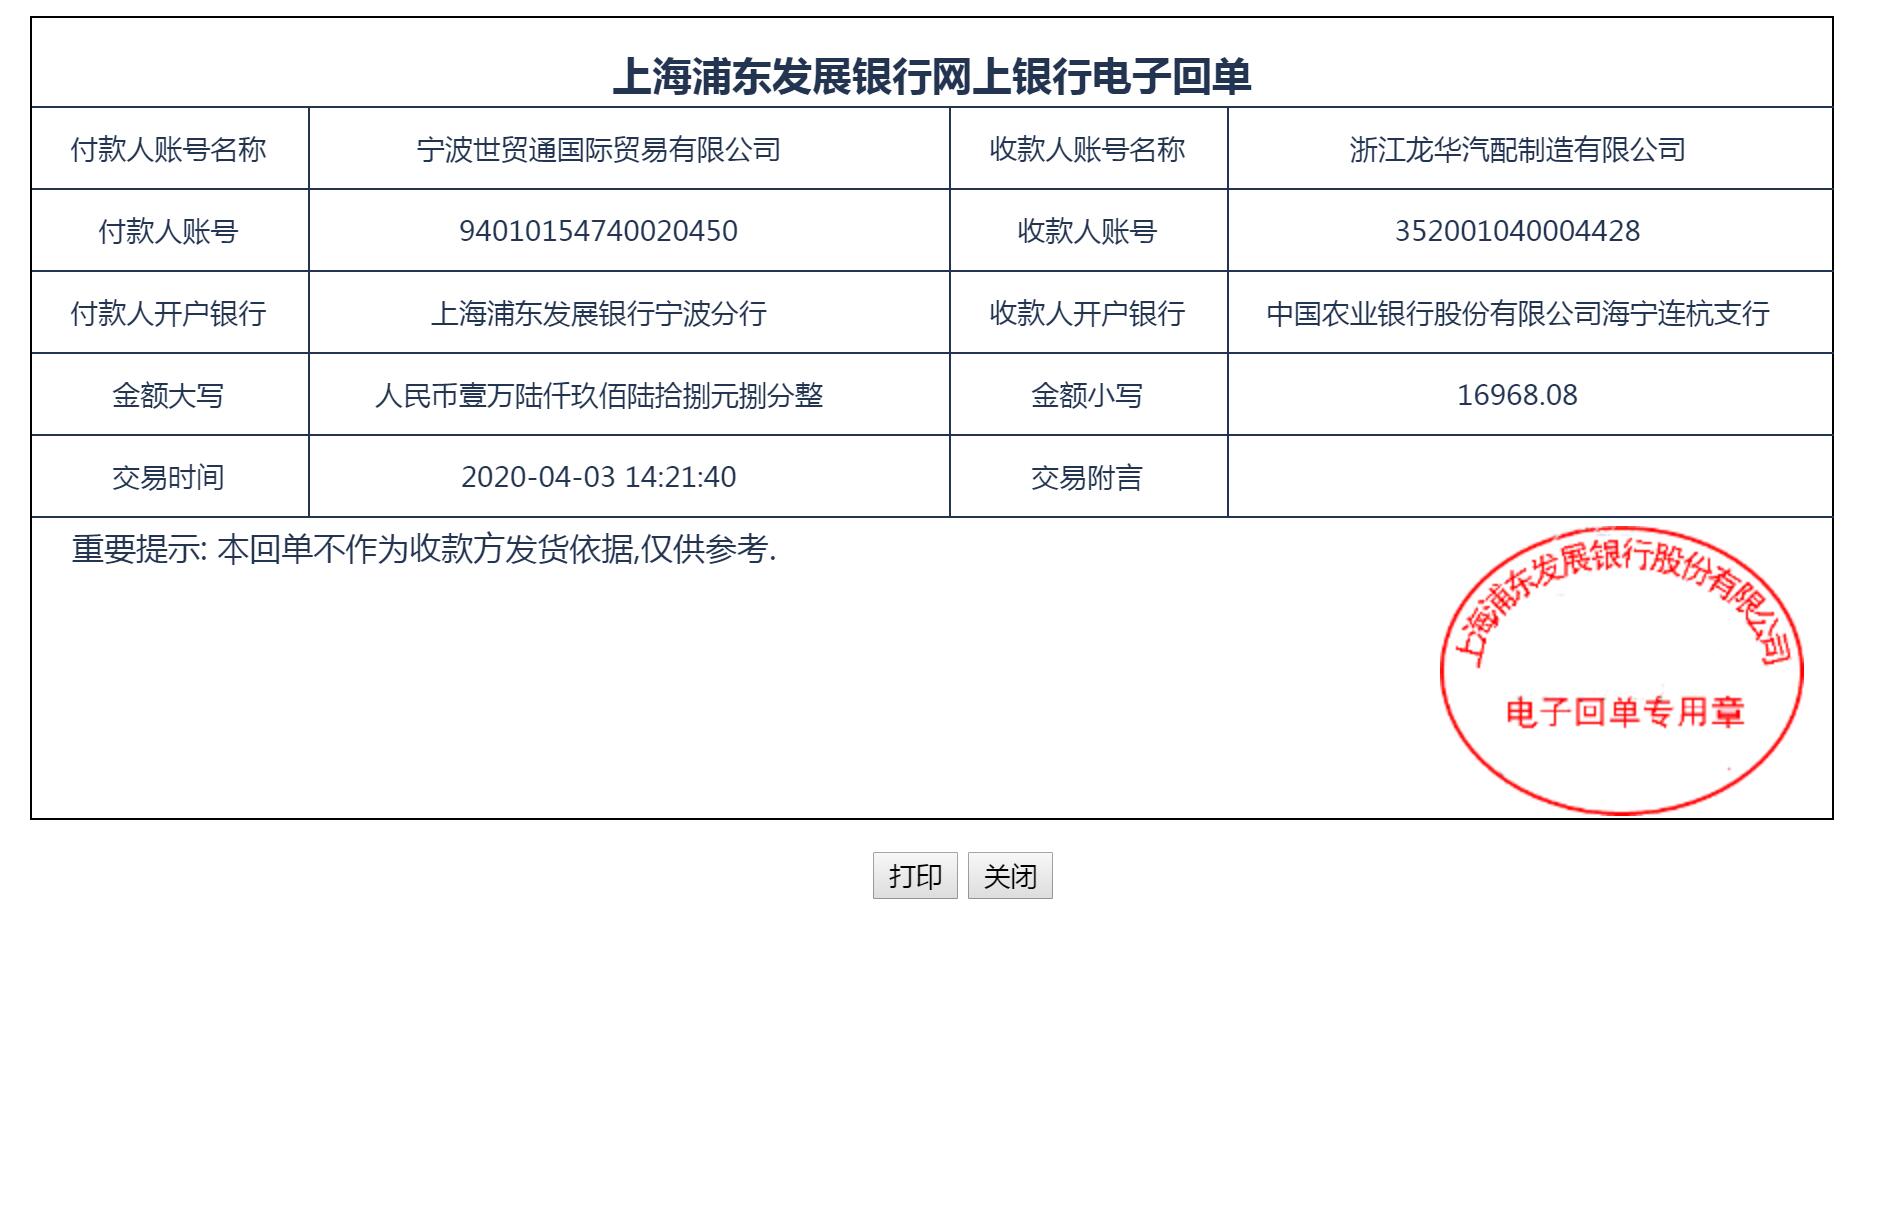 上海浦东发展银行网上银行电子回单
付款人账号名称 宁波世贸通国际贸易有限公司 收款人账号名称 浙江龙华汽配制造有限公司
付款人账号 94010154740020450 收款人账号 352001040004428
付款人开户银行 上海浦东发展银行宁波分行 收款人开户银行 中国农业银行股份有限公司海宁连杭支行
金额大写 人民币壹万陆仟玖佰陆拾捌元捌分整 金额小写 16968.08
交易时间 2020-04-03 14:21:40 交易附言
重要提示: 本回单不作为收款方发货依据,仅供参考.
上海浦东发展银行股份有限公司
电子回单专用章
打印 关闭